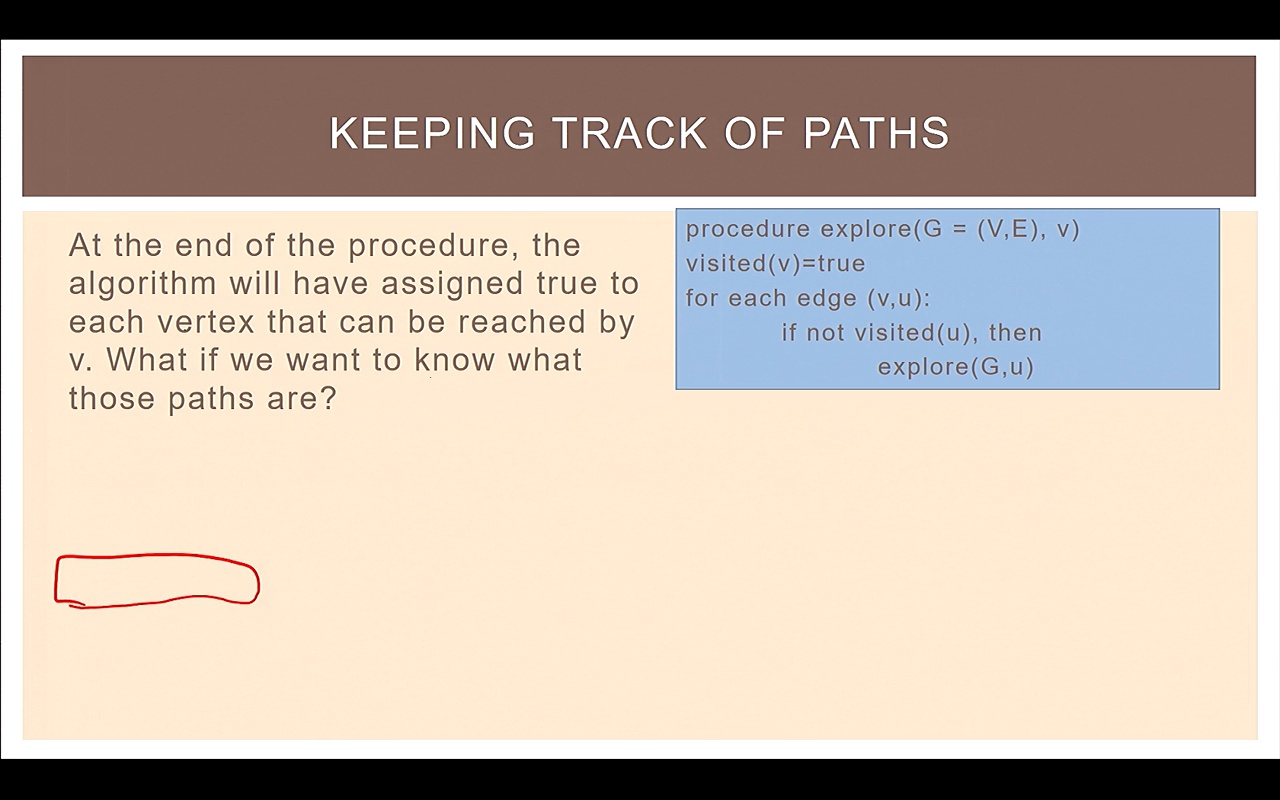 KEEPING TRACK OF PATHS
At the end of the procedure, the
algorithm will have assigned true to
each vertex that can be reached by
v. What if we want to know what
those paths are?
procedure explore(G = (V,E), v)
visited(v)=true
for each edge (v,u):
if not visited(u), then
explore(G,u)